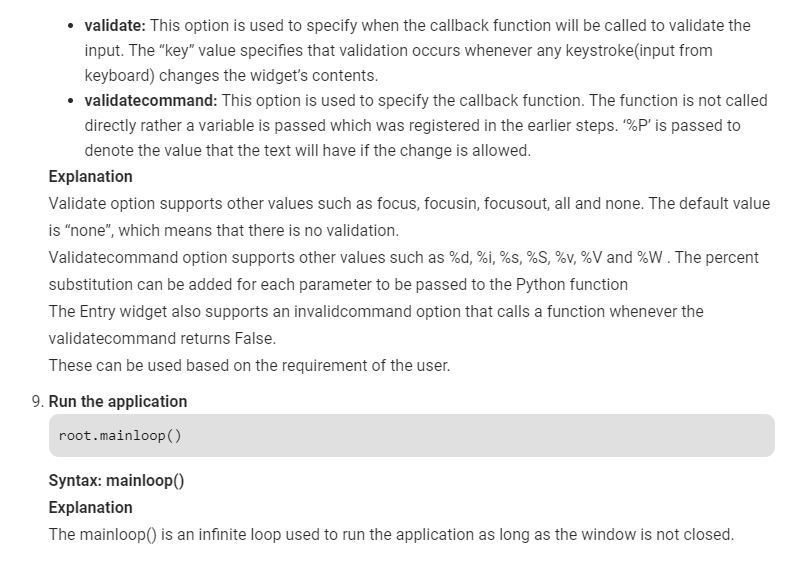 • validate: This option is used to specify when the callback function will be called to validate the
input. The “key” value specifies that validation occurs whenever any keystroke(input from
keyboard) changes the widget’s contents.
• validatecommand: This option is used to specify the callback function. The function is not called
directly rather a variable is passed which was registered in the earlier steps. ‘%P’ is passed to
denote the value that the text will have if the change is allowed.
Explanation
Validate option supports other values such as focus, focusin, focusout, all and none. The default value
is “none”, which means that there is no validation.
Validatecommand option supports other values such as %d, %i, %s, %S, %v, %V and %W . The percent
substitution can be added for each parameter to be passed to the Python function
The Entry widget also supports an invalidcommand option that calls a function whenever the
validatecommand returns False.
These can be used based on the requirement of the user.
9. Run the application
root.mainloop()
Syntax: mainloop()
Explanation
The mainloop() is an infinite loop used to run the application as long as the window is not closed.